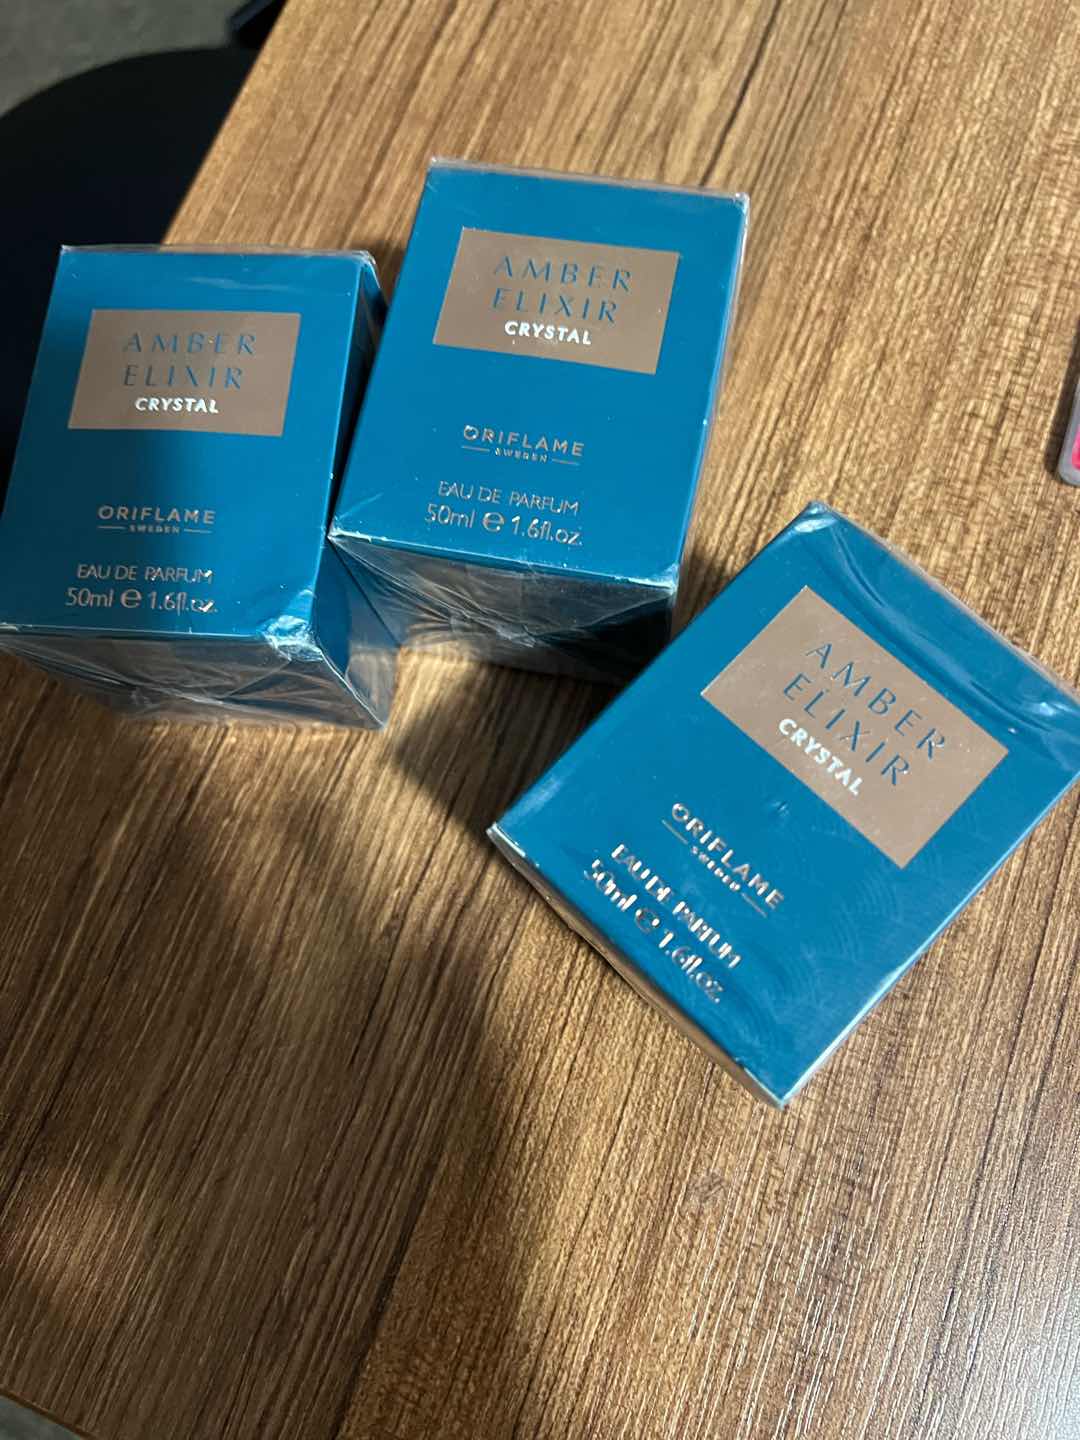 AMBER
ELIXIR
CRYSTAL
ORIFLAME
SWEDEN
EAU DE PARFUM
50ml e 1.6fl.oz.
AMBER
ELIXIR
CRYSTAL
ORIFLAME
SWEDEN
EAU DE PARFUM
50ml e 1.6fl.oz.
AMBER
ELIXIR
CRYSTAL
ORIFLAME
SWEDEN
EAU DE PARFUM
50ml e 1.6fl.oz.